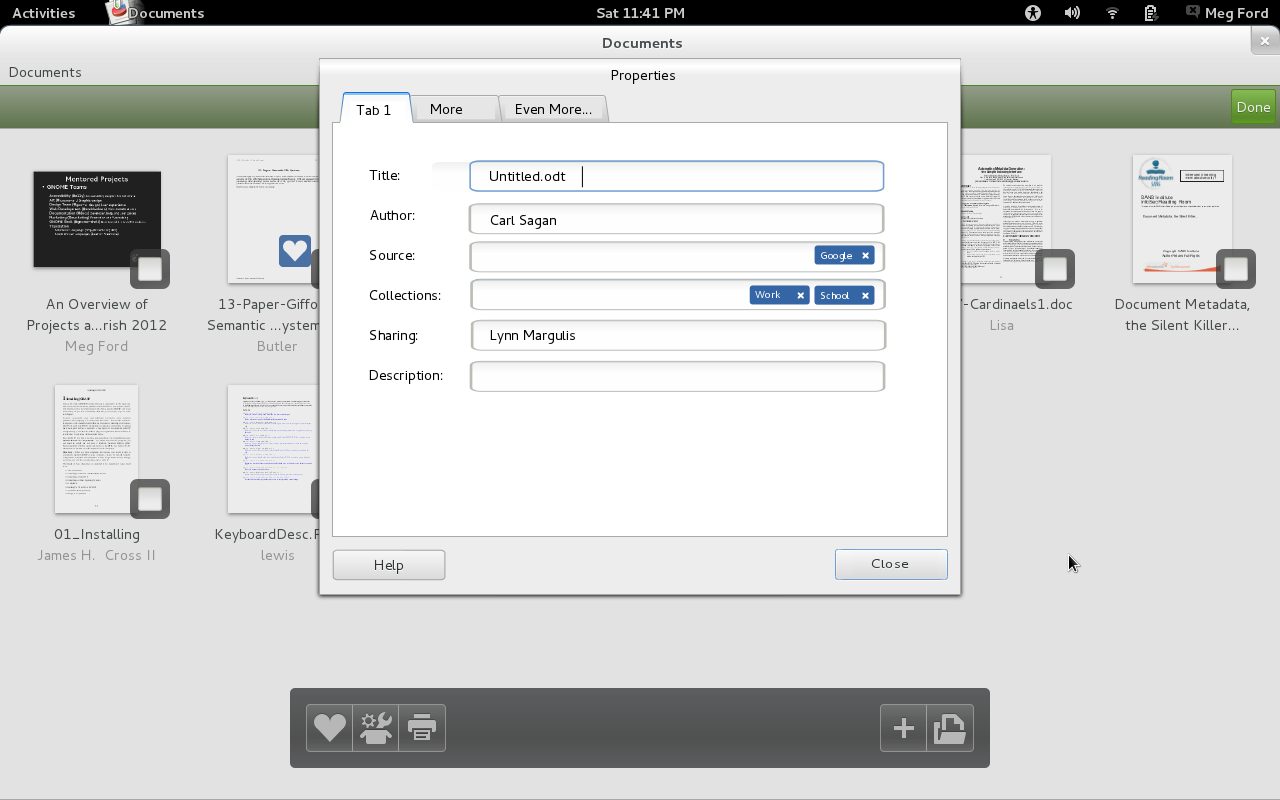 Activities
Documents
Sat 11:41 PM
Meg Ford
Documents
Documents
Done
Properties
Tab 1
More
Even More...
Title:
Untitled.odt
Author:
Carl Sagan
Source:
Google
Collections:
Work
School
Sharing:
Lynn Margulis
Description:
Help
Close
Mentored Projects
GNOME Teams
An Overview of
Projects a...rish 2012
Meg Ford
13-Paper-Giffo
Semantic ...ystem
Butler
-Cardinaels1.doc
Lisa
Document Metadata,
the Silent Killer...
01_Installing
James H. Cross II
KeyboardDesc.
lewis